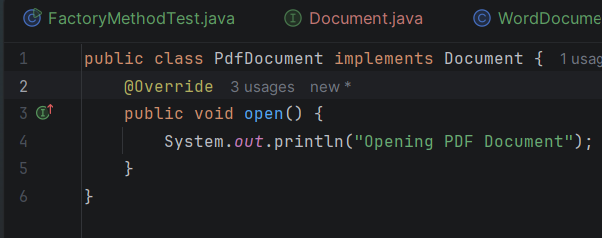 FactoryMethodTest.java Document.java WordDocume
1 public class PdfDocument implements Document { 1 usag
2 @Override 3 usages new *
3 public void open() {
4 System.out.println("Opening PDF Document");
5 }
6 }